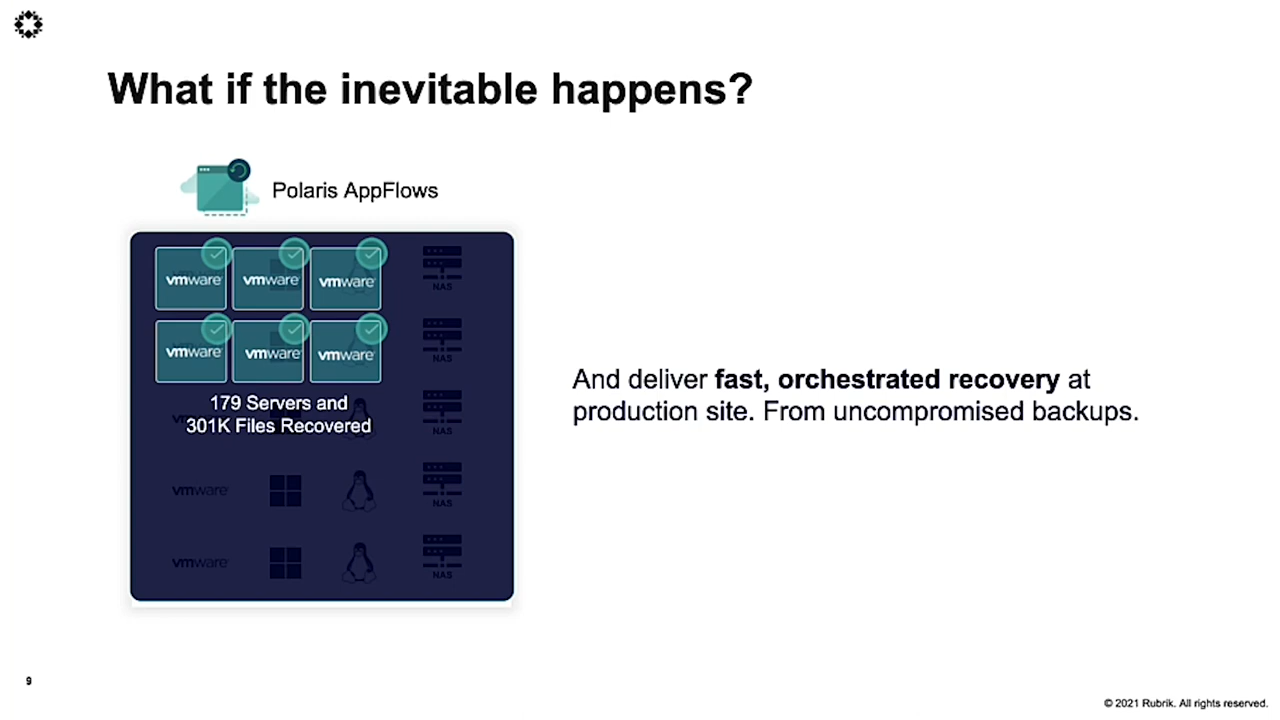 What if the inevitable happens?
Polaris AppFlows
vmware vmware vmware NAS
vmware vmware vmware NAS
179 Servers and
301K Files Recovered
NAS
vmware NAS
vmware NAS
And deliver fast, orchestrated recovery at
production site. From uncompromised backups.
9
© 2021 Rubrik. All rights reserved.